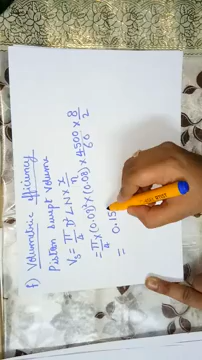 f) Volumetric efficiency
Piston swept volume
Vs = π/4 D² L N × x/n
= π/4 × (0.09)² × (0.08) × 4500/60 × 8/2
= 0.15